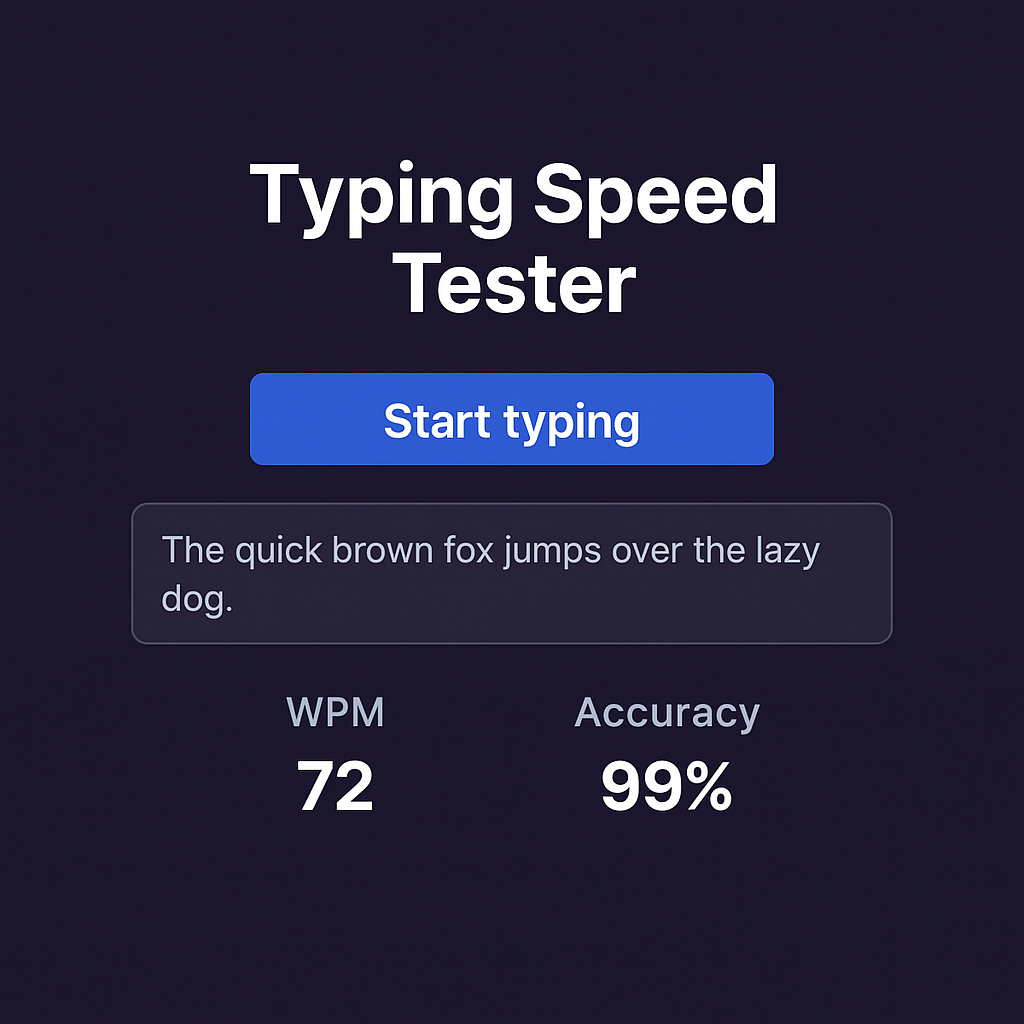 Typing Speed
Tester
Start typing
The quick brown fox jumps over the lazy
dog.
WPM
Accuracy
72
99%